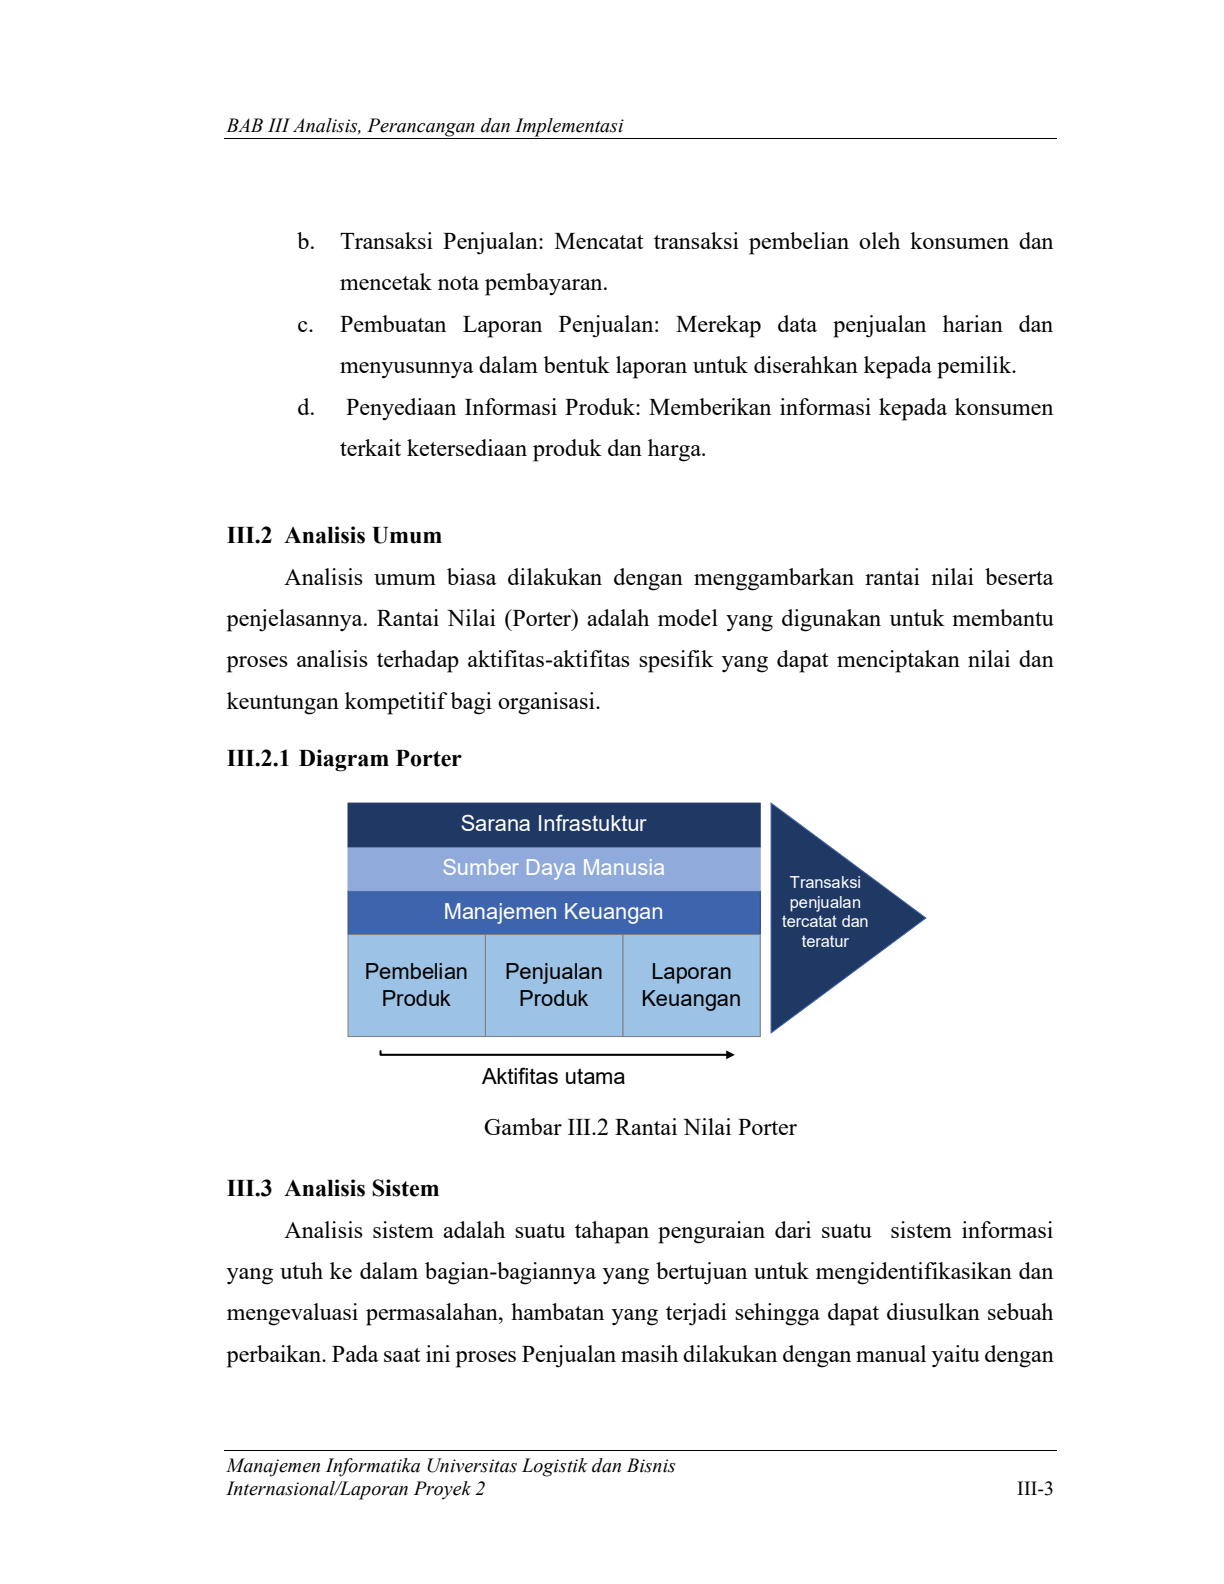 BAB III Analisis, Perancangan dan Implementasi
b. Transaksi Penjualan: Mencatat transaksi pembelian oleh konsumen dan
mencetak nota pembayaran.
c. Pembuatan Laporan Penjualan: Merekap data penjualan harian dan
menyusunnya dalam bentuk laporan untuk diserahkan kepada pemilik.
d. Penyediaan Informasi Produk: Memberikan informasi kepada konsumen
terkait ketersediaan produk dan harga.
III.2 Analisis Umum
Analisis umum biasa dilakukan dengan menggambarkan rantai nilai beserta
penjelasannya. Rantai Nilai (Porter) adalah model yang digunakan untuk membantu
proses analisis terhadap aktifitas-aktifitas spesifik yang dapat menciptakan nilai dan
keuntungan kompetitif bagi organisasi.
III.2.1 Diagram Porter
Sarana Infrastuktur
Sumber Daya Manusia
Manajemen Keuangan
Pembelian
Produk
Penjualan
Produk
Laporan
Keuangan
Transaksi
penjualan
tercatat dan
teratur
Aktifitas utama
Gambar III.2 Rantai Nilai Porter
III.3 Analisis Sistem
Analisis sistem adalah suatu tahapan penguraian dari suatu sistem informasi
yang utuh ke dalam bagian-bagiannya yang bertujuan untuk mengidentifikasikan dan
mengevaluasi permasalahan, hambatan yang terjadi sehingga dapat diusulkan sebuah
perbaikan. Pada saat ini proses Penjualan masih dilakukan dengan manual yaitu dengan
Manajemen Informatika Universitas Logistik dan Bisnis
Internasional/Laporan Proyek 2 III-3